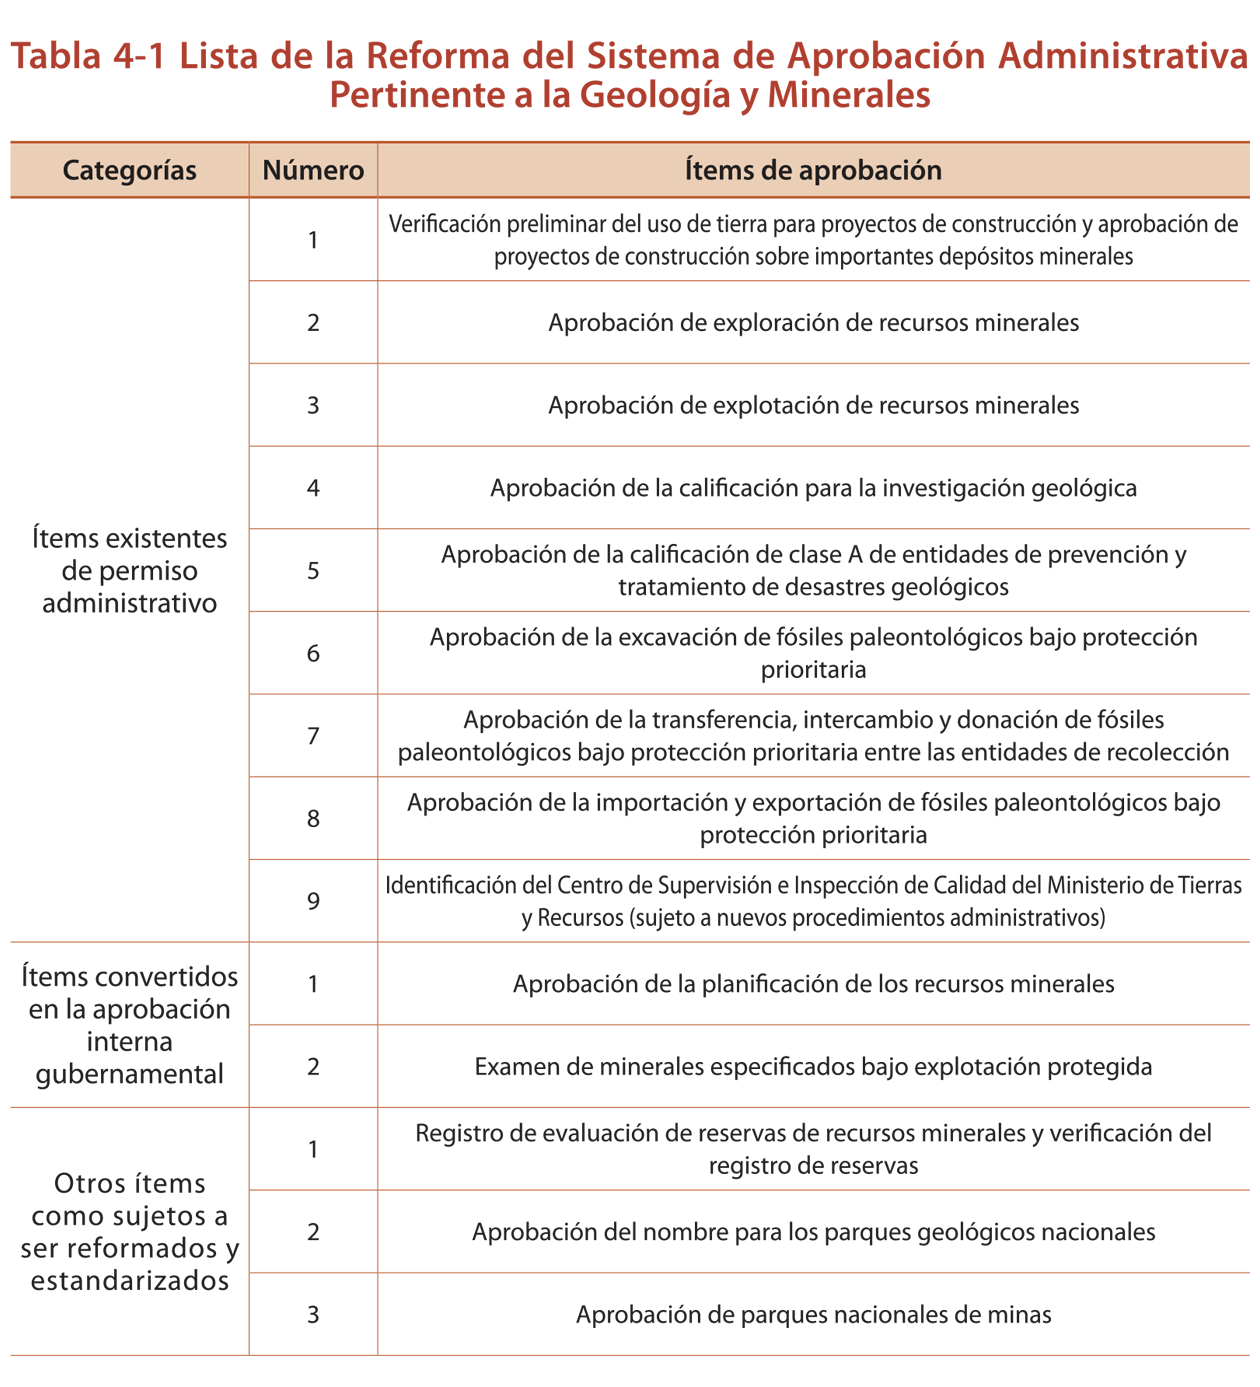 Tabla 4-1 Lista de la Reforma del Sistema de Aprobación Administrativa
Pertinente a la Geología y Minerales
Categorías Número Ítems de aprobación
Ítems existentes
de permiso
administrativo
1
Verificación preliminar del uso de tierra para proyectos de construcción y aprobación de
proyectos de construcción sobre importantes depósitos minerales
2 Aprobación de exploración de recursos minerales
3 Aprobación de explotación de recursos minerales
4 Aprobación de la calificación para la investigación geológica
5
Aprobación de la calificación de clase A de entidades de prevención y
tratamiento de desastres geológicos
6
Aprobación de la excavación de fósiles paleontológicos bajo protección
prioritaria
7
Aprobación de la transferencia, intercambio y donación de fósiles
paleontológicos bajo protección prioritaria entre las entidades de recolección
8
Aprobación de la importación y exportación de fósiles paleontológicos bajo
protección prioritaria
9
Identificación del Centro de Supervisión e Inspección de Calidad del Ministerio de Tierras
y Recursos (sujeto a nuevos procedimientos administrativos)
Ítems convertidos
en la aprobación
interna
gubernamental
1 Aprobación de la planificación de los recursos minerales
2 Examen de minerales especificados bajo explotación protegida
Otros ítems
como sujetos a
ser reformados y
estandarizados
1
Registro de evaluación de reservas de recursos minerales y verificación del
registro de reservas
2 Aprobación del nombre para los parques geológicos nacionales
3 Aprobación de parques nacionales de minas